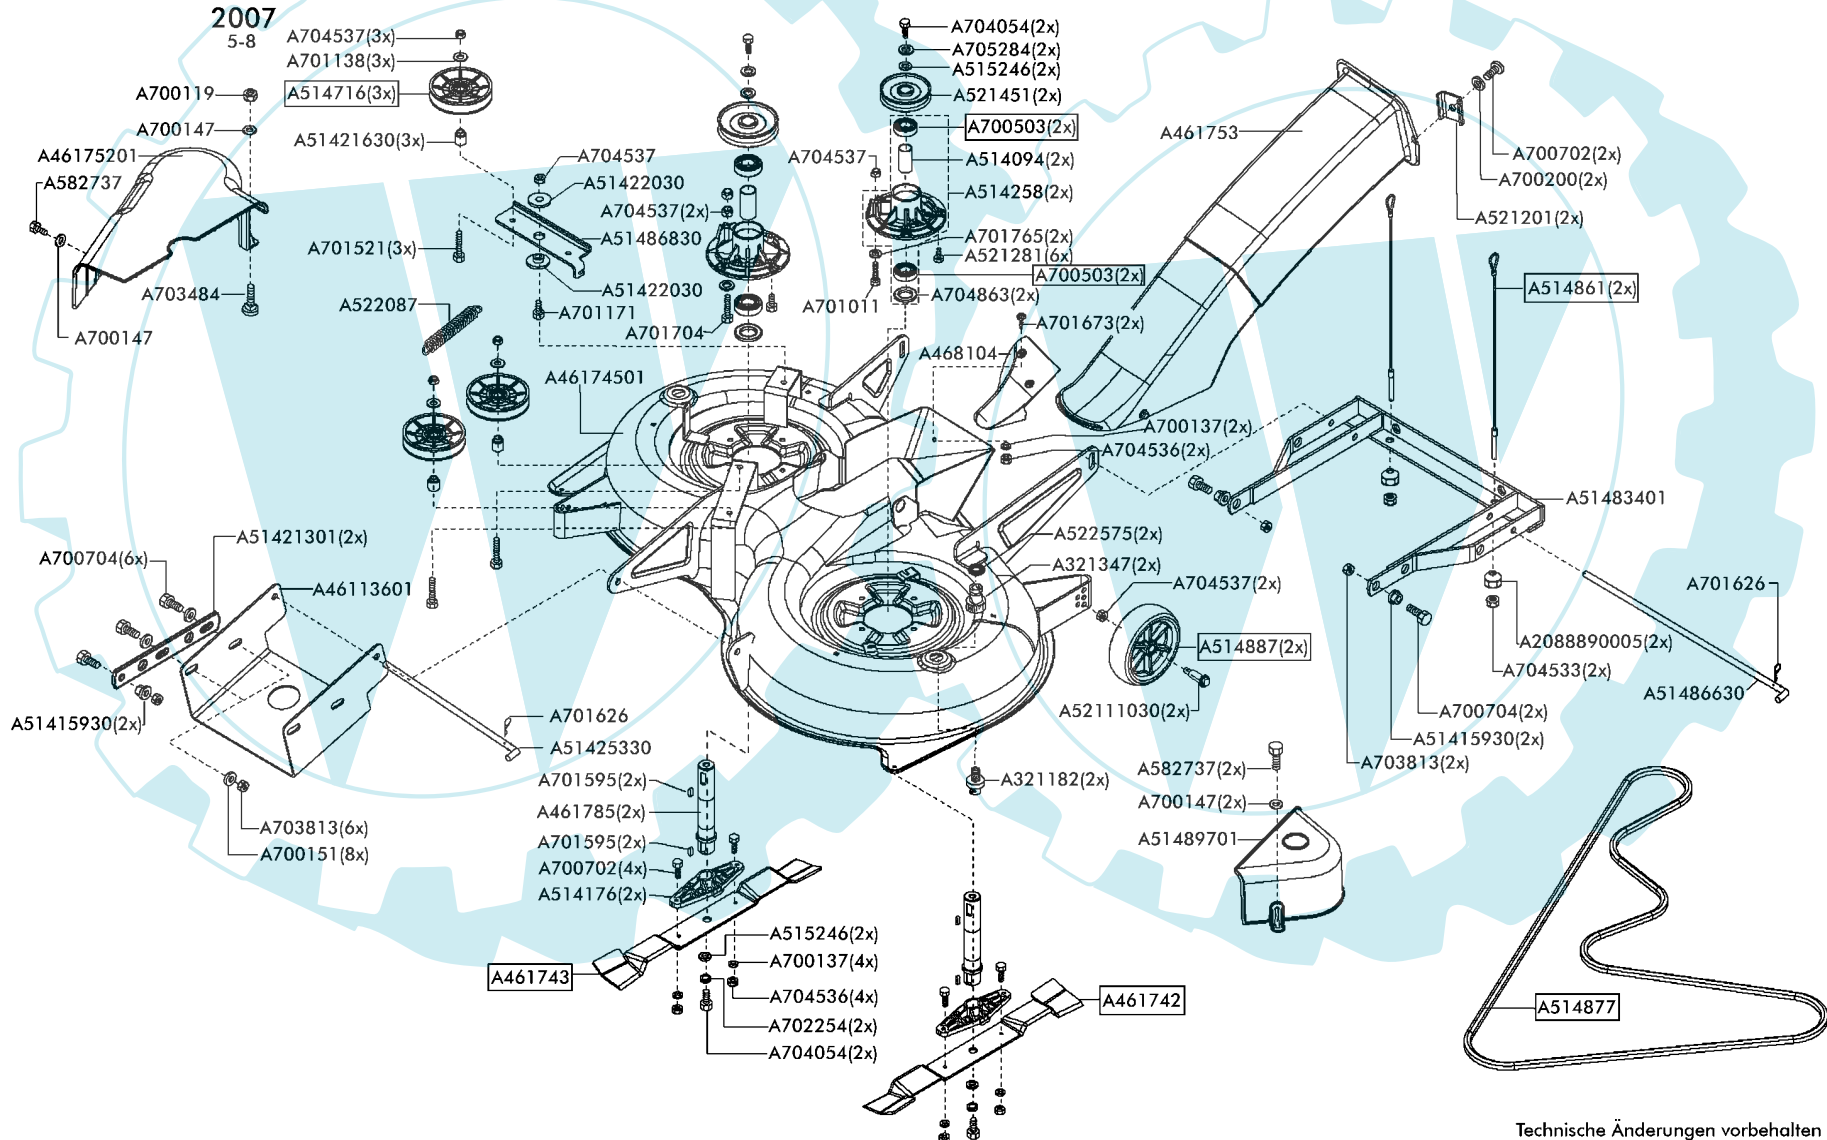 2007
5-8
A704537(3x)
A701138(3x)
A514716(3x)
A51421630(3x)
A700119
A700147
A46175201
A582737
A703484
A700147
A701521(3x)
A522087
A704537
A51422030
A704537(2x)
A51486830
A51422030
A701171
A701704
A46174501
A704054(2x)
A705284(2x)
A515246(2x)
A521451(2x)
A700503(2x)
A704537
A514094(2x)
A514258(2x)
A701765(2x)
A521281(6x)
A700503(2x)
A704863(2x)
A701011
A701673(2x)
A468104
A461753
A700702(2x)
A700200(2x)
A521201(2x)
A514861(2x)
A700137(2x)
A704536(2x)
A51483401
A522575(2x)
A321347(2x)
A704537(2x)
A514887(2x)
A52111030(2x)
A701626
A2088890005(2x)
A704533(2x)
A51486630
A700704(2x)
A51415930(2x)
A703813(2x)
A51421301(2x)
A700704(6x)
A46113601
A51415930(2x)
A701626
A51425330
A703813(6x)
A700151(8x)
A701595(2x)
A461785(2x)
A701595(2x)
A700702(4x)
A514176(2x)
A321182(2x)
A582737(2x)
A700147(2x)
A51489701
A515246(2x)
A700137(4x)
A704536(4x)
A702254(2x)
A704054(2x)
A461743
A461742
A514877
Technische Änderungen vorbehalten